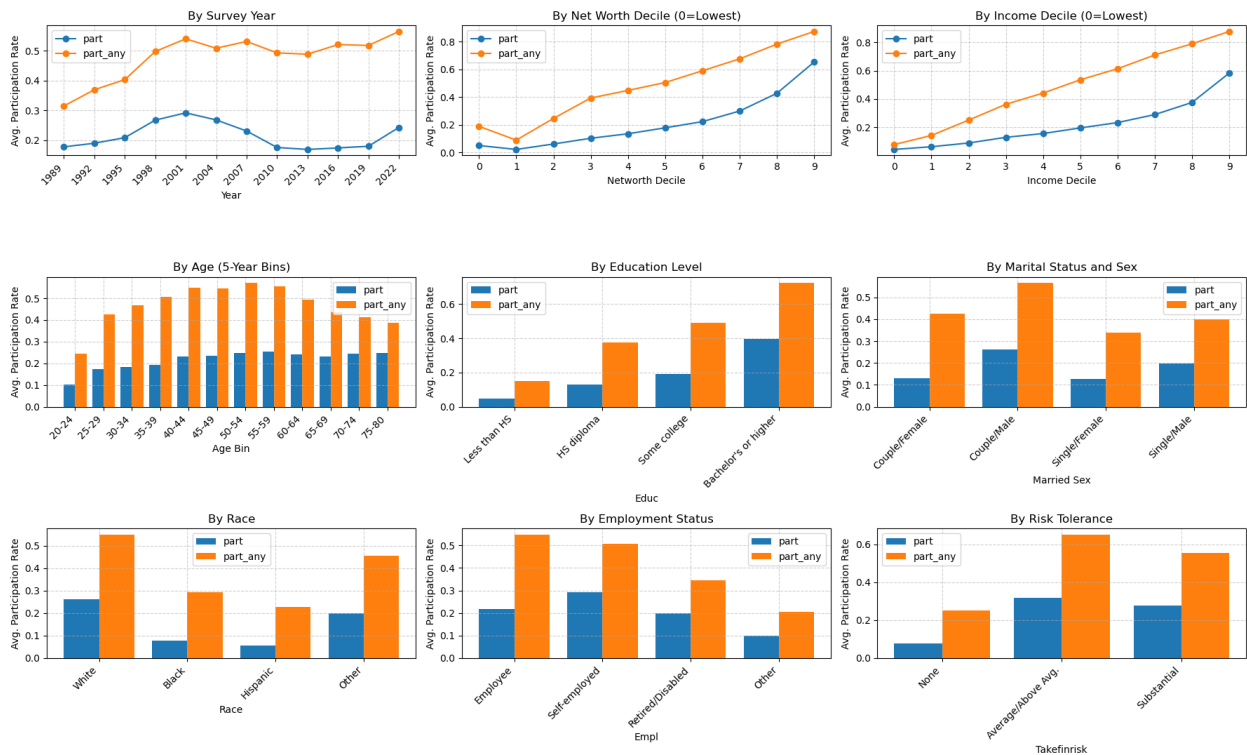 By Survey Year
Avg. Participation Rate
0.5
0.4
0.3
0.2
part
part_any
1989
1992
1995
1998
2001
2004
2007
2010
2013
2016
2019
2022
Year
By Net Worth Decile (0=Lowest)
Avg. Participation Rate
0.8
0.6
0.4
0.2
0.0
part
part_any
0 1 2 3 4 5 6 7 8 9
Networth Decile
By Income Decile (0=Lowest)
Avg. Participation Rate
0.8
0.6
0.4
0.2
part
part_any
0 1 2 3 4 5 6 7 8 9
Income Decile
By Age (5-Year Bins)
Avg. Participation Rate
0.5
0.4
0.3
0.2
0.1
0.0
part
part_any
20-24
25-29
30-34
35-39
40-44
45-49
50-54
55-59
60-64
65-69
70-74
75-80
Age Bin
By Education Level
Avg. Participation Rate
0.6
0.4
0.2
0.0
part
part_any
Less than HS
HS diploma
Some college
Bachelor's or higher
Educ
By Marital Status and Sex
Avg. Participation Rate
0.5
0.4
0.3
0.2
0.1
0.0
part
part_any
Couple/Female
Couple/Male
Single/Female
Single/Male
Married Sex
By Race
Avg. Participation Rate
0.5
0.4
0.3
0.2
0.1
0.0
part
part_any
White
Black
Hispanic
Other
Race
By Employment Status
Avg. Participation Rate
0.5
0.4
0.3
0.2
0.1
0.0
part
part_any
Employee
Self-employed
Retired/Disabled
Other
Empl
By Risk Tolerance
Avg. Participation Rate
0.6
0.4
0.2
0.0
part
part_any
None
Average/Above Avg.
Substantial
Takefinrisk